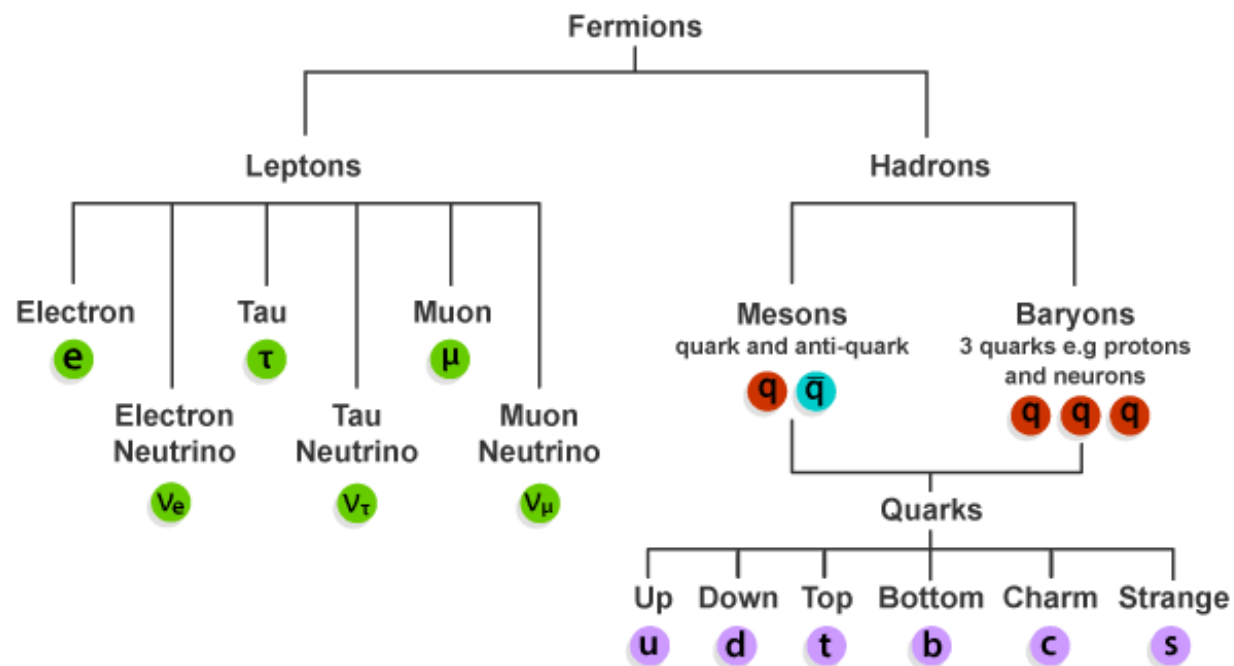 Fermions
Leptons
Hadrons
Electron
e
Tau
τ
Muon
μ
Electron
Neutrino
νe
Tau
Neutrino
ντ
Muon
Neutrino
νμ
Mesons
quark and anti-quark
q q̅
Baryons
3 quarks e.g protons
and neurons
q q q
Quarks
Up Down Top Bottom Charm Strange
u d t b c s